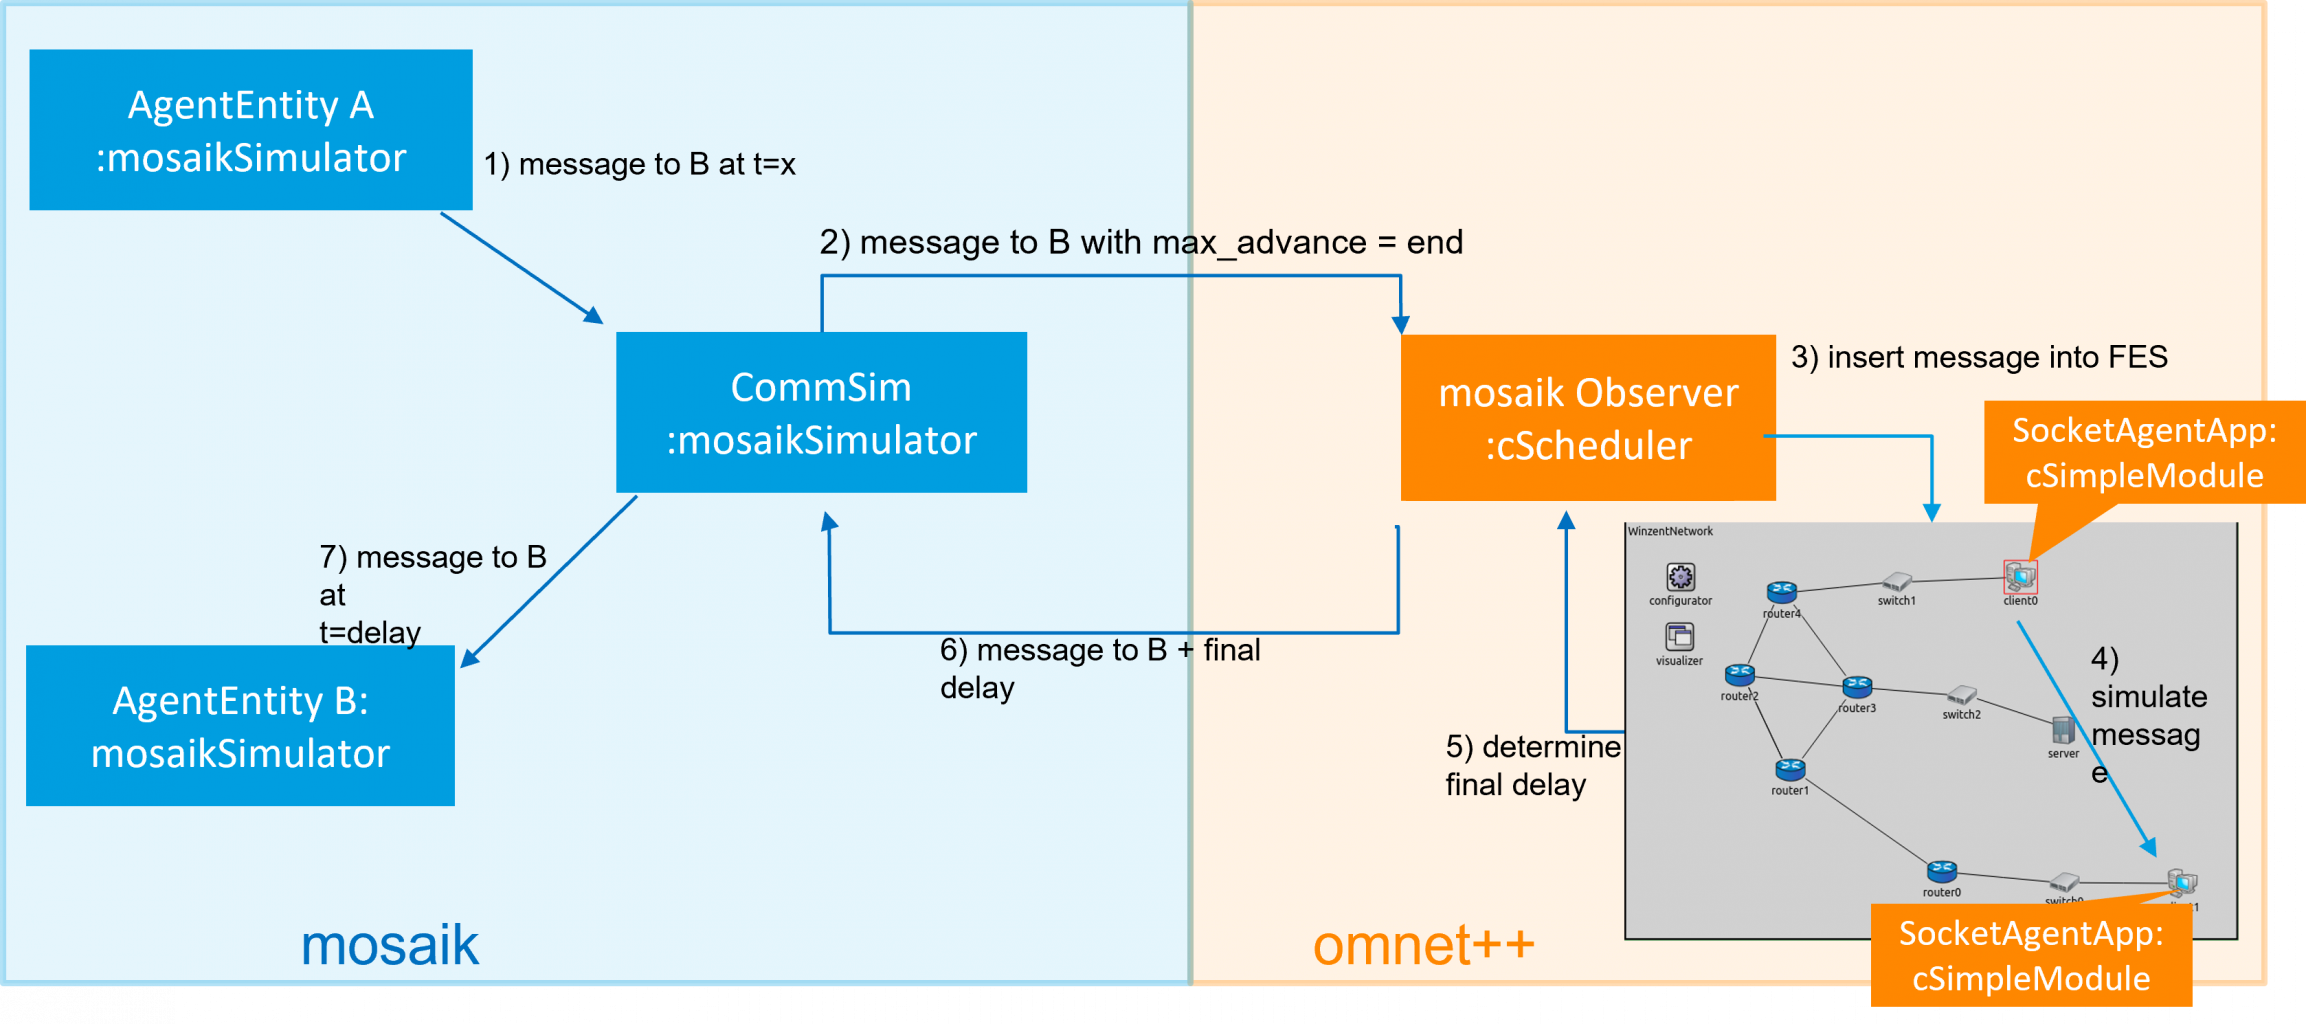 AgentEntity A
:mosaikSimulator
1) message to B at t=x
2) message to B with max_advance = end
CommSim
:mosaikSimulator
mosaik Observer
:cScheduler
3) insert message into FES
SocketAgentApp:
cSimpleModule
7) message to B
at
t=delay
AgentEntity B:
mosaikSimulator
6) message to B + final
delay
5) determine
final delay
WinzentNetwork
configurator
visualizer
router4
switch1
client0
router2
router3
switch2
server
router1
router0
switch0
4)
simulate
messag
e
SocketAgentApp:
cSimpleModule
mosaik
omnet++